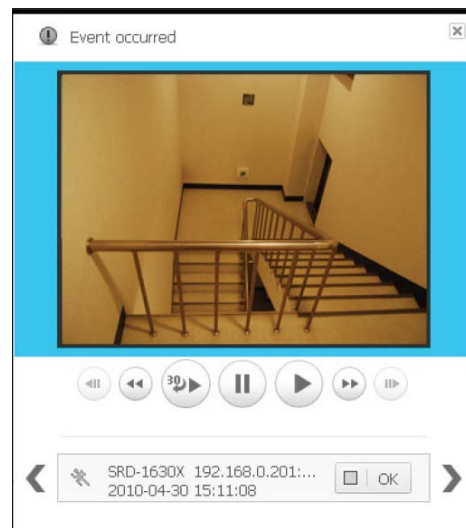 Event occurred
30
SRD-1630X 192.168.0.201:...
2010-04-30 15:11:08
OK